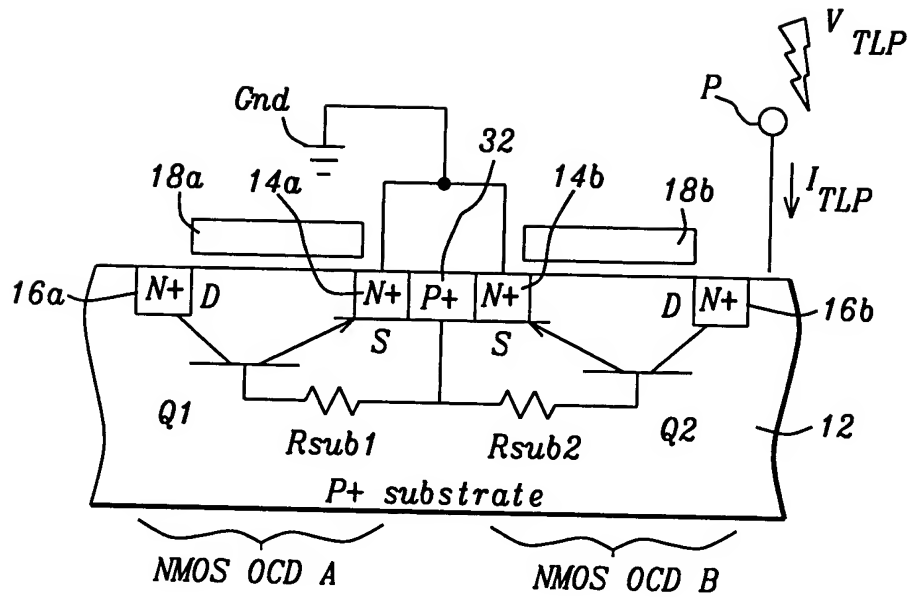 V TLP
Gnd
P
32
18a
14a
14b
18b
I TLP
16a
N+
D
N+
P+
N+
N+
16b
S
S
Q1
Q2
12
Rsub1
Rsub2
P+ substrate
NMOS OCD A
NMOS OCD B